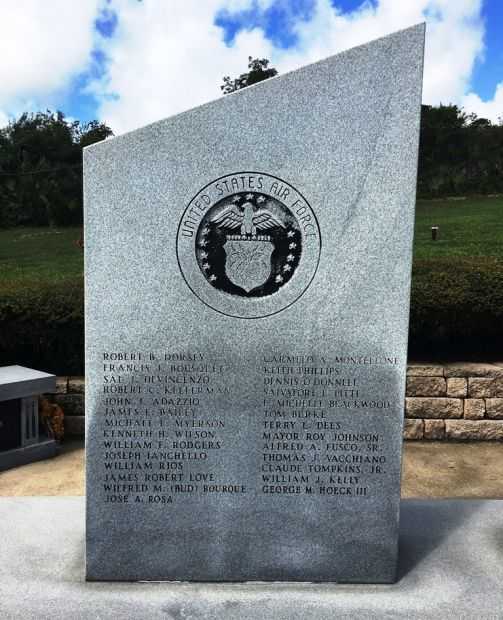 UNITED STATES AIR FORCE
ROBERT B. DORSEY
FRANCIS J. BOUSQUET
SAL L. DEVINCENZO
ROBERT C. KEETERMAN
JOHN F. ADAZZIO
JAMES E. BAILEY
MICHAEL L. MYERSON
KENNETH H. WILSON
WILLIAM F. RODGERS
JOSEPH IANCHELLO
WILLIAM RIOS
JAMES ROBERT LOVE
WILFRED M. (BUD) BOURQUE
JOSE A. ROSA
CARMELO A. MONTELEONE
KEITH PHILLIPS
DENNIS O'DONNELL
SALVATORE J.
MICHELLE BLACKWOOD
TOM BURKE
TERRY L. DEES
MAYOR ROY JOHNSON
ALFRED A. FUSCO, SR.
THOMAS J. VACCHIANO
CLAUDE TOMPKINS, JR.
WILLIAM J. KELLY
GEORGE M. HOECK III